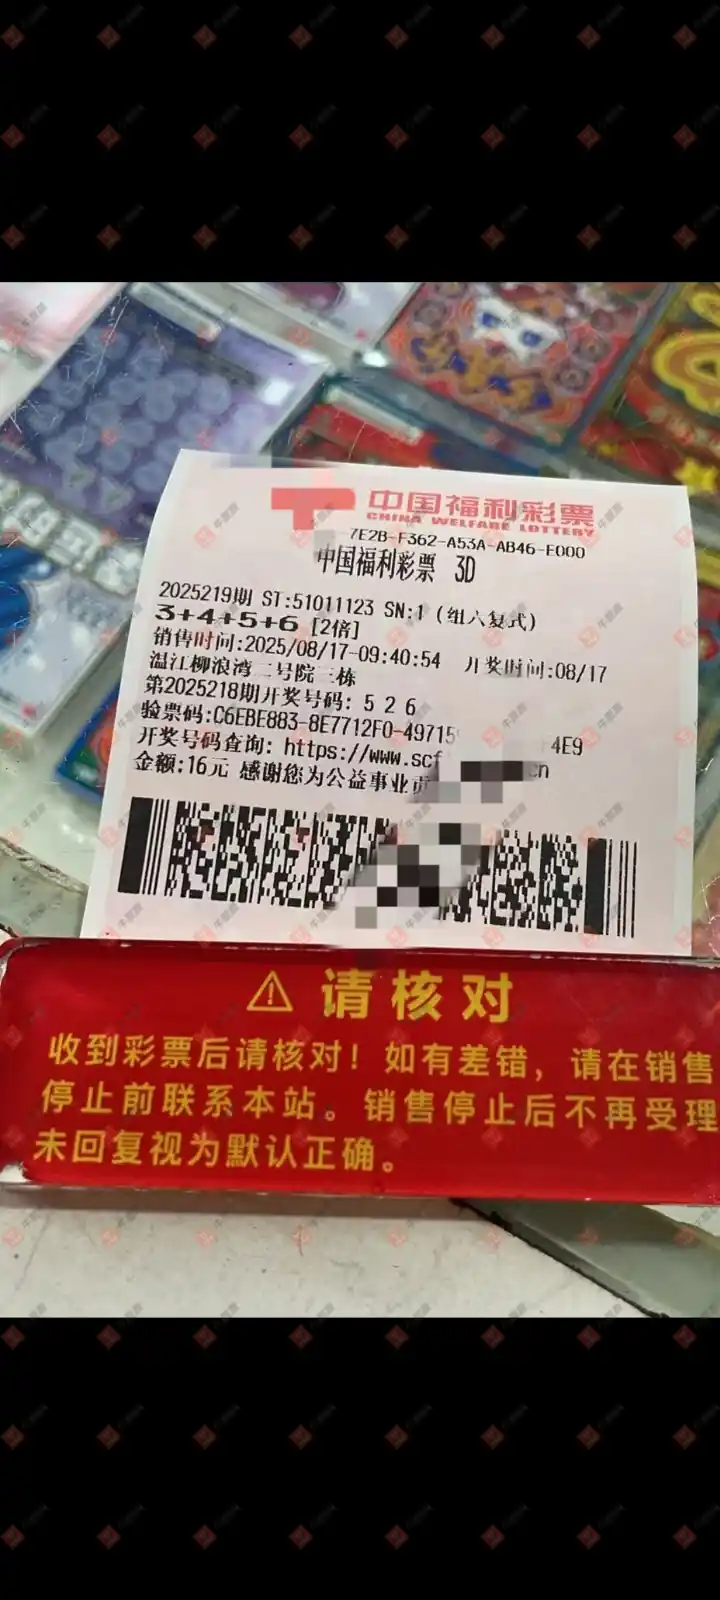 中国福利彩票
CHINA WELFARE LOTTERY
7E2B-F362-A53A-AB46-E000
中国福利彩票 3D
2025219期 ST:51011123 SN:1 (组六复式)
3+4+5+6 [2倍]
销售时间:2025/08/17-09:40:54 开奖时间:08/17
温江柳浪湾二号院三栋
第2025218期开奖号码: 5 2 6
验票码:C6EBE883-8E7712F0-49715 4E9
开奖号码查询: https://www.scf cn
金额:16元 感谢您为公益事业
⚠ 请核对
收到彩票后请核对！如有差错，请在销售
停止前联系本站。销售停止后不再受理
未回复视为默认正确。